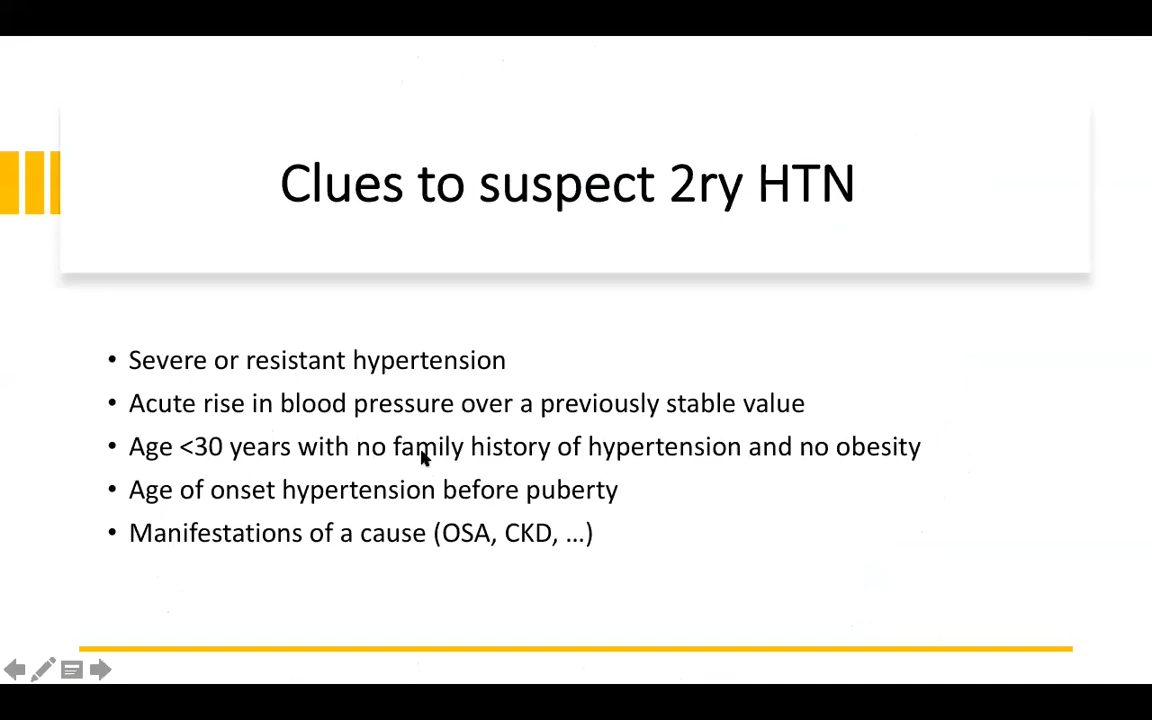 Clues to suspect 2ry HTN
• Severe or resistant hypertension
• Acute rise in blood pressure over a previously stable value
• Age <30 years with no family history of hypertension and no obesity
• Age of onset hypertension before puberty
• Manifestations of a cause (OSA, CKD, ...)